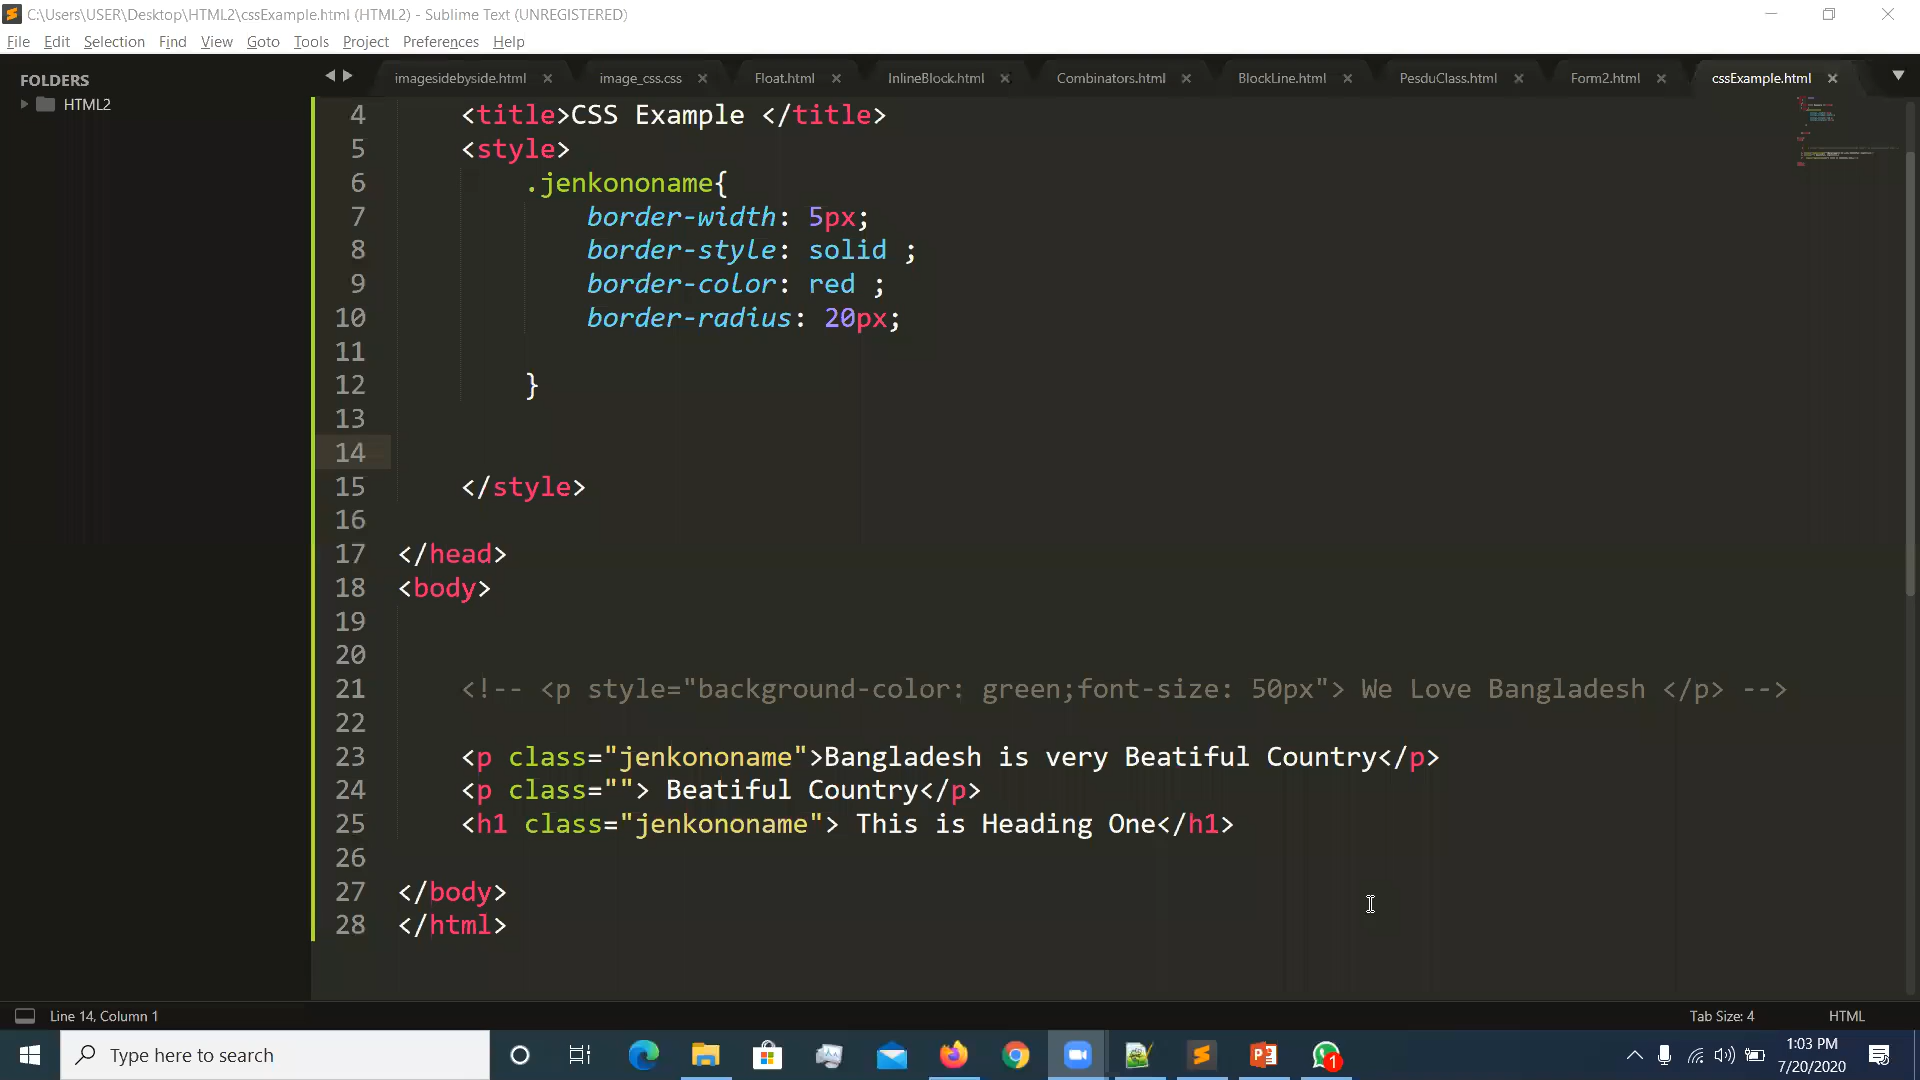 C:\Users\USER\Desktop\HTML2\cssExample.html (HTML2) - Sublime Text (UNREGISTERED)
File Edit Selection Find View Goto Tools Project Preferences Help
FOLDERS
HTML2
imagesidebyside.html image_css.css Float.html InlineBlock.html Combinators.html BlockLine.html PesduClass.html Form2.html cssExample.html
4 <title>CSS Example </title>
5 <style>
6 .jenkononame{
7 border-width: 5px;
8 border-style: solid ;
9 border-color: red ;
10 border-radius: 20px;
11
12 }
13
14
15 </style>
16
17 </head>
18 <body>
19
20
21 <!-- <p style="background-color: green;font-size: 50px"> We Love Bangladesh </p> -->
22
23 <p class="jenkononame">Bangladesh is very Beatiful Country</p>
24 <p class=""> Beatiful Country</p>
25 <h1 class="jenkononame"> This is Heading One</h1>
26
27 </body>
28 </html>
Line 14, Column 1 Tab Size: 4 HTML
Type here to search
1
1:03 PM
7/20/2020